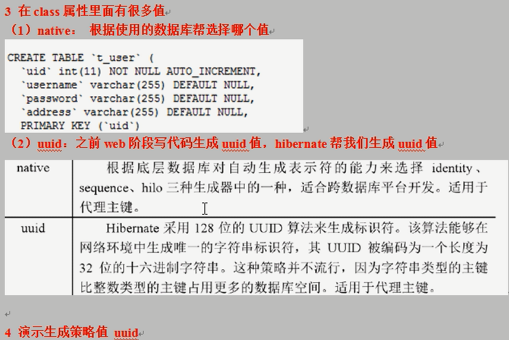 3 在 class 属性里面有很多值
（1）native： 根据使用的数据库帮选择哪个值
CREATE TABLE `t_user` (
`uid` int(11) NOT NULL AUTO_INCREMENT,
`username` varchar(255) DEFAULT NULL,
`password` varchar(255) DEFAULT NULL,
`address` varchar(255) DEFAULT NULL,
PRIMARY KEY (`uid`)
（2）uuid：之前 web 阶段写代码生成 uuid 值，hibernate 帮我们生成 uuid 值
native 根据底层数据库对自动生成表示符的能力来选择 identity、
sequence、hilo 三种生成器中的一种，适合跨数据库平台开发。适用于
代理主键。
uuid Hibernate 采用 128 位的 UUID 算法来生成标识符。该算法能够在
网络环境中生成唯一的字符串标识符，其 UUID 被编码为一个长度为
32 位的十六进制字符串。这种策略并不流行，因为字符串类型的主键
比整数类型的主键占用更多的数据库空间。适用于代理主键。
4 演示生成策略值 uuid